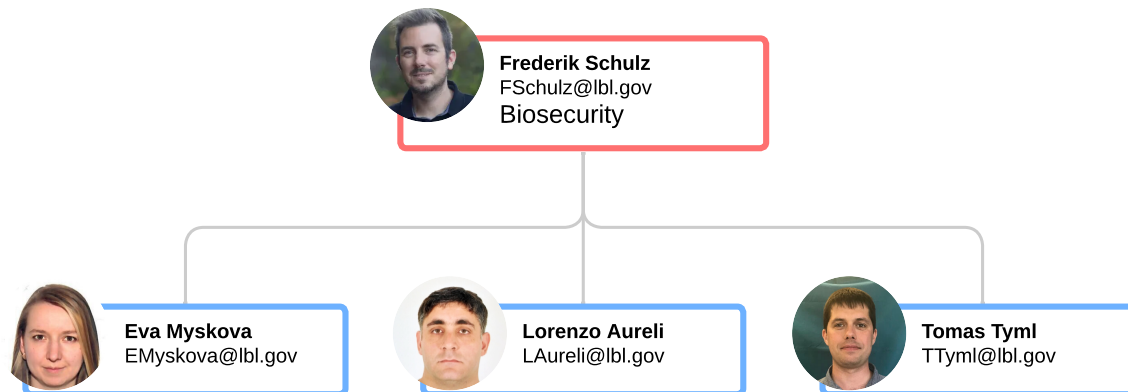 Frederik Schulz
FSchulz@lbl.gov
Biosecurity
Eva Myskova
EMyskova@lbl.gov
Lorenzo Aureli
LAureli@lbl.gov
Tomas Tyml
TTyml@lbl.gov